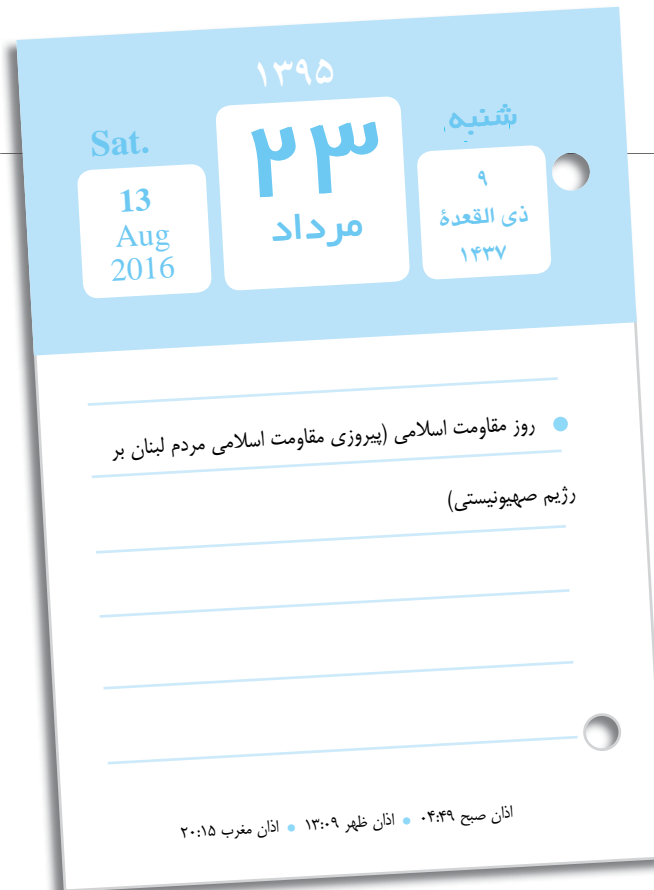 ۱۳۹۵
شنبه
۹
ذی القعدة
۱۴۳۷
۲۳
مرداد
Sat.
13
Aug
2016
روز مقاومت اسلامی (پیروزی مقاومت اسلامی مردم لبنان بر
رژیم صهیونیستی)
اذان صبح ۰۴:۴۹ • اذان ظهر ۱۳:۰۹ • اذان مغرب ۲۰:۱۵